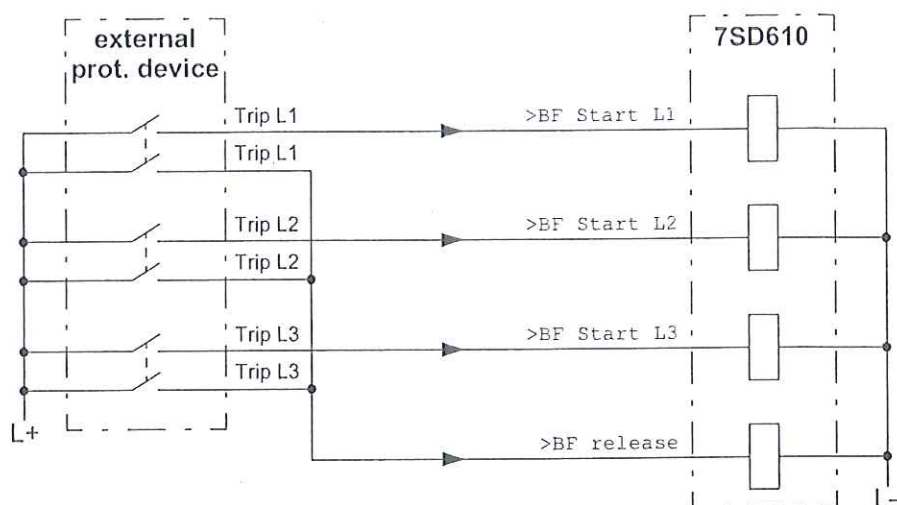 external
prot. device
7SD610
Trip L1
>BF Start L1
Trip L1
Trip L2
>BF Start L2
Trip L2
Trip L3
>BF Start L3
Trip L3
L+
>BF release
L-